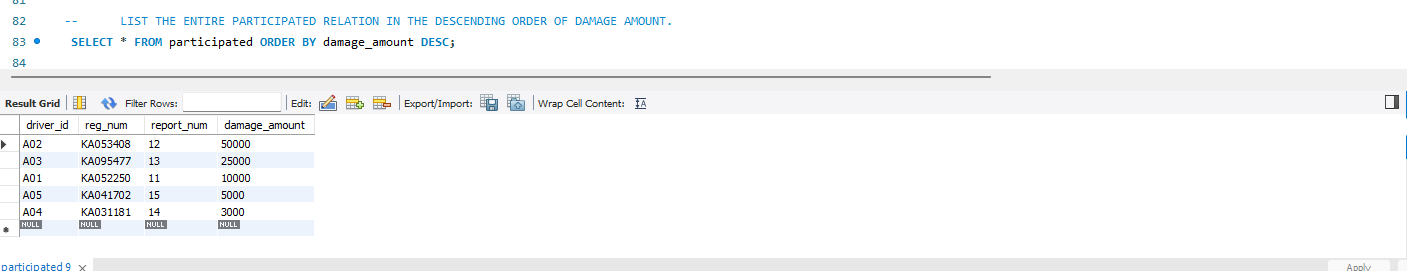 81
82 -- LIST THE ENTIRE PARTICIPATED RELATION IN THE DESCENDING ORDER OF DAMAGE AMOUNT.
83 SELECT * FROM participated ORDER BY damage_amount DESC;
84
Result Grid Filter Rows: Edit: Export/Import: Wrap Cell Content:
driver_id reg_num report_num damage_amount
A02 KA053408 12 50000
A03 KA095477 13 25000
A01 KA052250 11 10000
A05 KA041702 15 5000
A04 KA031181 14 3000
NULL NULL NULL NULL
participated 9 Apply